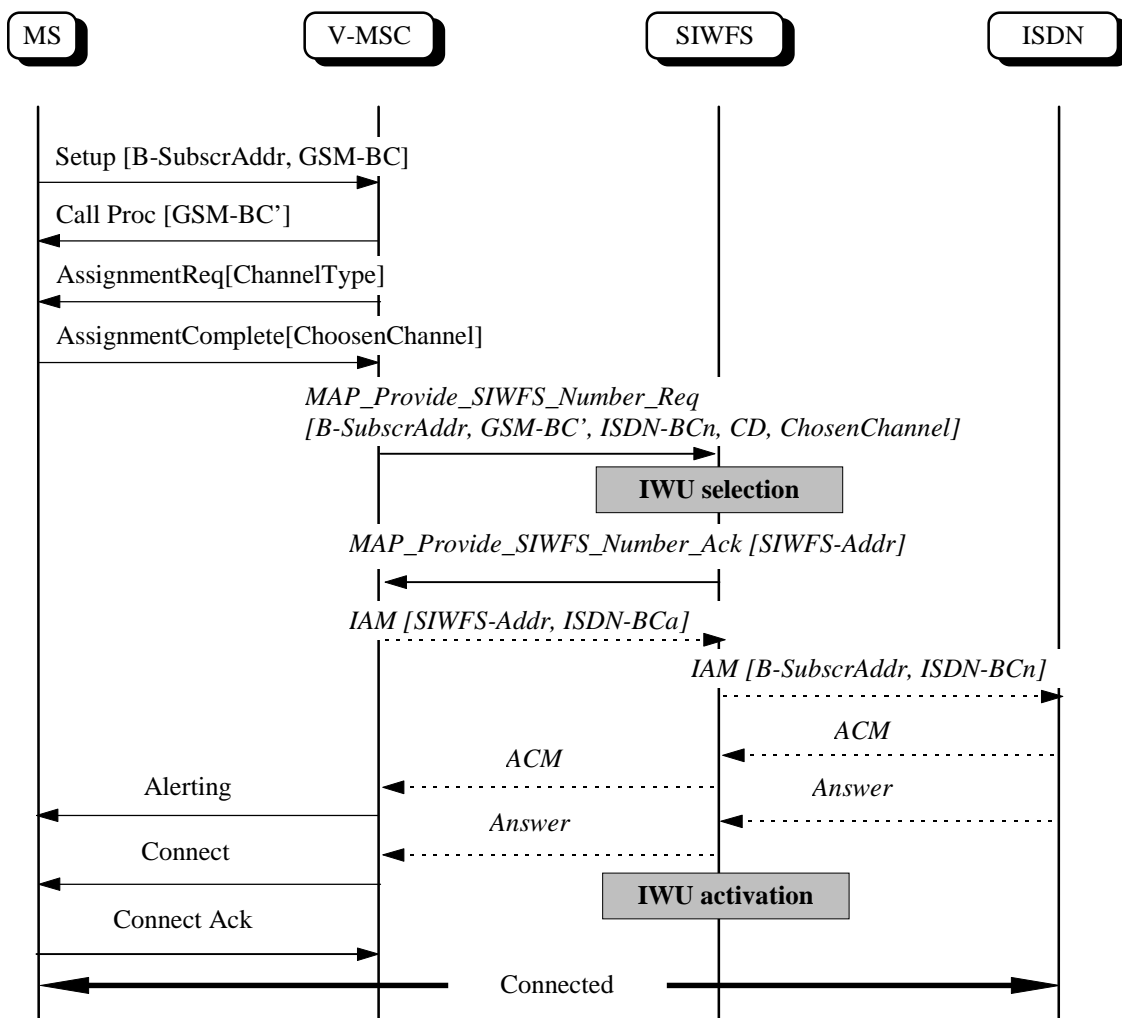 MS
V-MSC
SIWFS
ISDN
Setup [B-SubscrAddr, GSM-BC]
Call Proc [GSM-BC’]
AssignmentReq[ChannelType]
AssignmentComplete[ChoosenChannel]
MAP_Provide_SIWFS_Number_Req
[B-SubscrAddr, GSM-BC’, ISDN-BCn, CD, ChosenChannel]
IWU selection
MAP_Provide_SIWFS_Number_Ack [SIWFS-Addr]
IAM [SIWFS-Addr, ISDN-BCa]
IAM [B-SubscrAddr, ISDN-BCn]
ACM
ACM
Alerting
Answer
Answer
Connect
IWU activation
Connect Ack
Connected